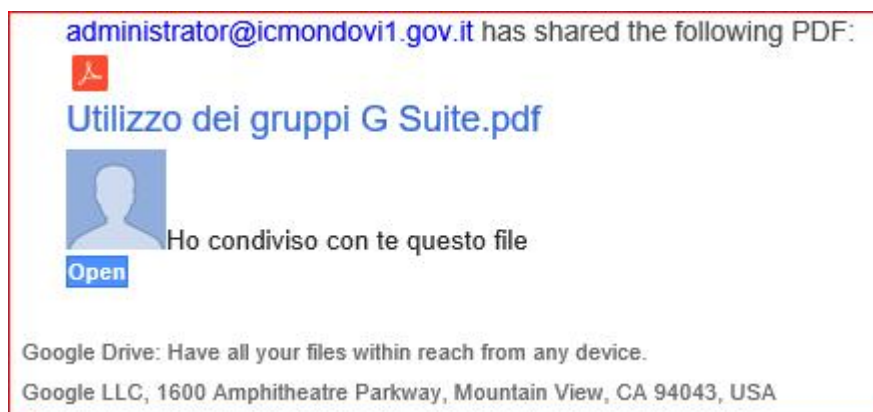 administrator@icmondovi1.gov.it has shared the following PDF:
Utilizzo dei gruppi G Suite.pdf
Ho condiviso con te questo file
Open
Google Drive: Have all your files within reach from any device.
Google LLC, 1600 Amphitheatre Parkway, Mountain View, CA 94043, USA